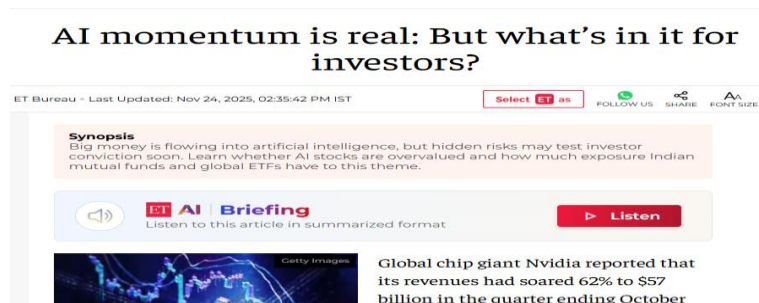 AI momentum is real: But what's in it for
investors?
ET Bureau - Last Updated: Nov 24, 2025, 02:35:42 PM IST
Select ET as
FOLLOW US
SHARE
FONT SIZE
Synopsis
Big money is flowing into artificial intelligence, but hidden risks may test investor
conviction soon. Learn whether AI stocks are overvalued and how much exposure Indian
mutual funds and global ETFs have to this theme.
ET AI Briefing
Listen to this article in summarized format
Listen
Getty Images
Global chip giant Nvidia reported that
its revenues had soared 62% to $57
billion in the quarter ending October